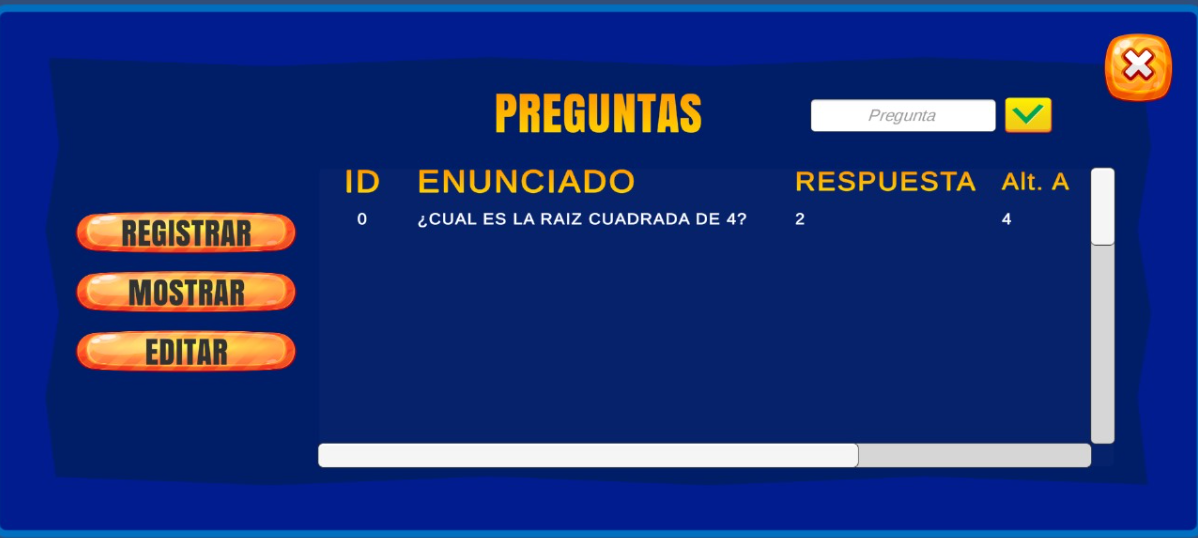 PREGUNTAS
Pregunta
ID ENUNCIADO RESPUESTA Alt. A
0 ¿CUAL ES LA RAIZ CUADRADA DE 4? 2 4
REGISTRAR
MOSTRAR
EDITAR